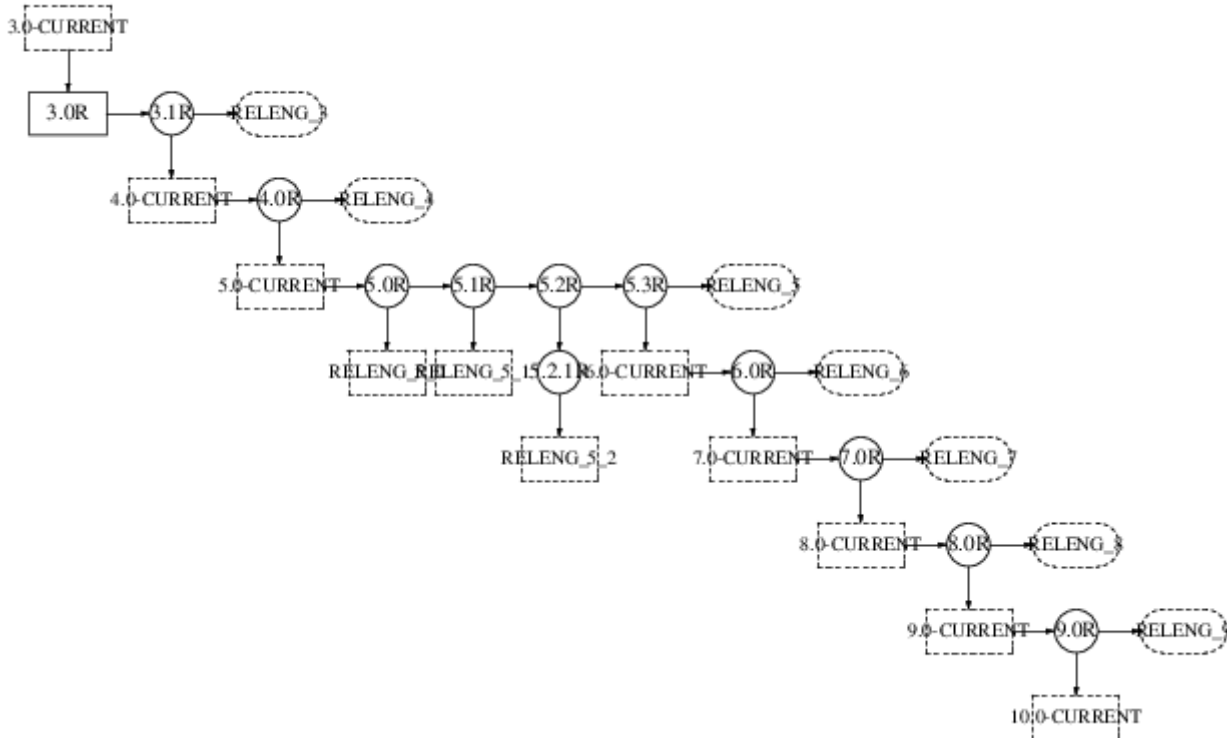 3.0-CURRENT
3.0R
3.1R
RELENG_3
4.0-CURRENT
4.0R
RELENG_4
5.0-CURRENT
5.0R
5.1R
5.2R
5.3R
RELENG_5
RELENG_5_1
5.2.1R
6.0-CURRENT
6.0R
RELENG_6
RELENG_5_2
7.0-CURRENT
7.0R
RELENG_7
8.0-CURRENT
8.0R
RELENG_8
9.0-CURRENT
9.0R
RELENG_9
10.0-CURRENT